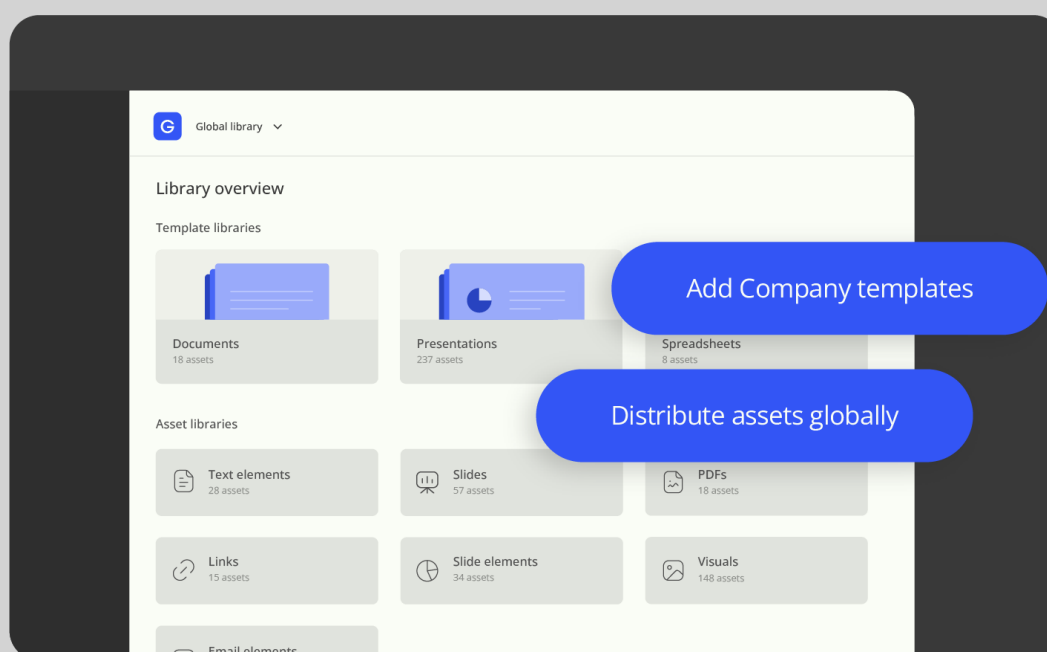 G
Global library
Library overview
Template libraries
Add Company templates
Documents
18 assets
Presentations
237 assets
Spreadsheets
8 assets
Distribute assets globally
Asset libraries
Text elements
28 assets
Slides
57 assets
PDFs
18 assets
Links
15 assets
Slide elements
34 assets
Visuals
148 assets
Email elements